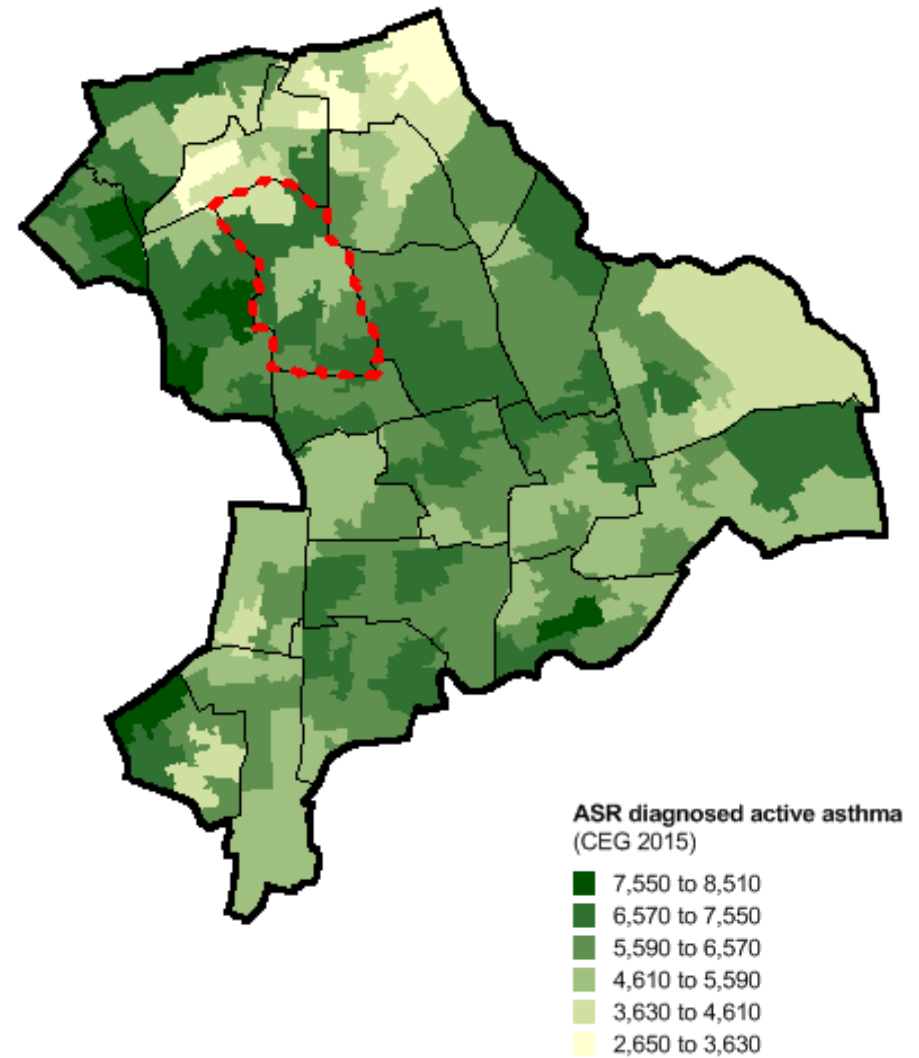 ASR diagnosed active asthma
(CEG 2015)
7,550 to 8,510
6,570 to 7,550
5,590 to 6,570
4,610 to 5,590
3,630 to 4,610
2,650 to 3,630